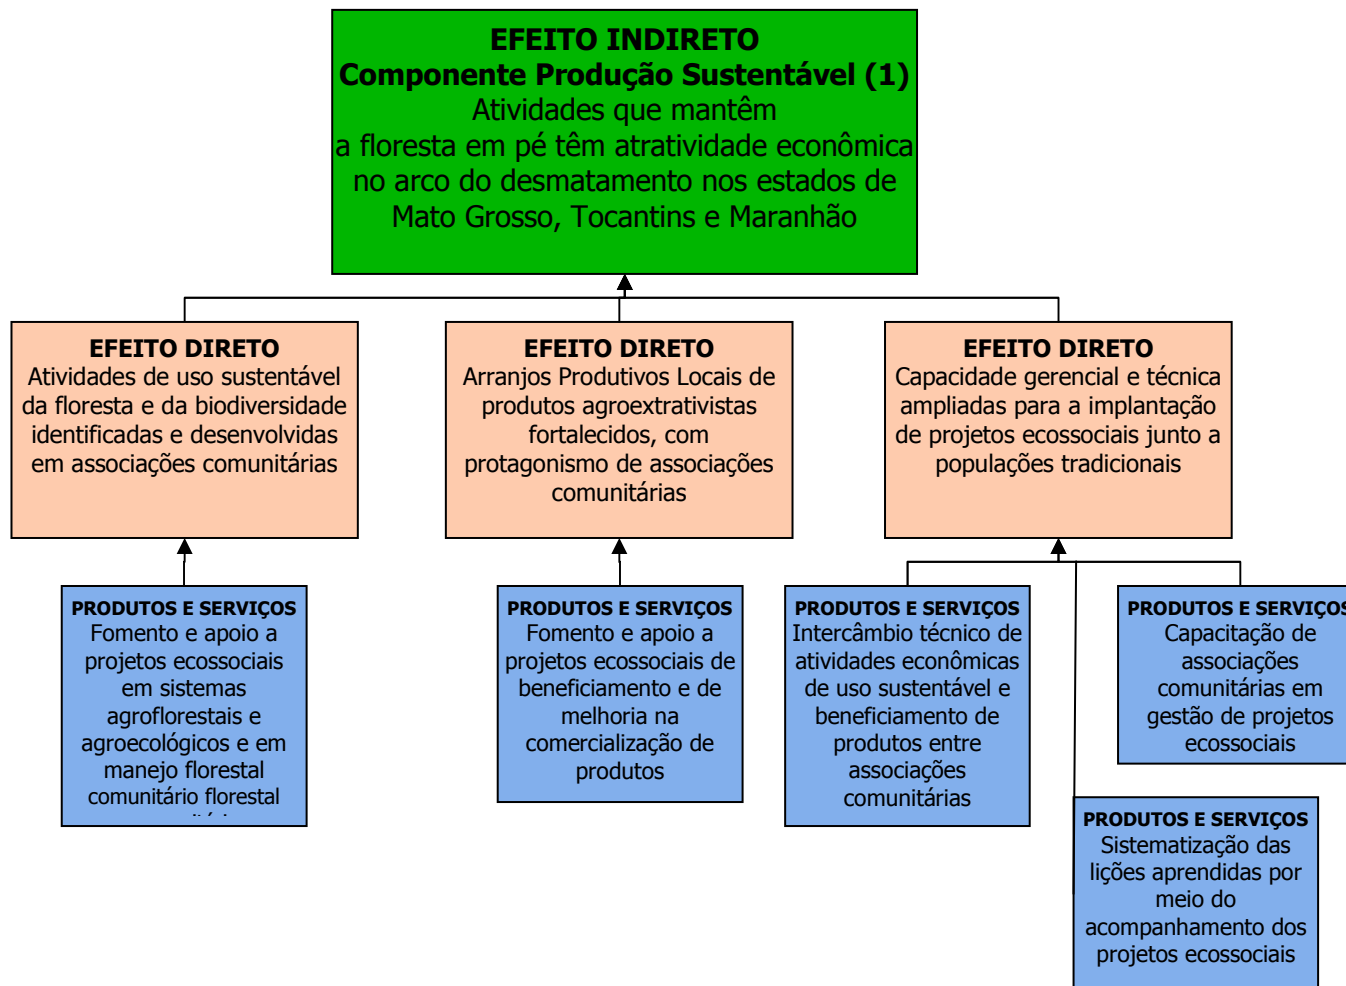 EFEITO INDIRETO
Componente Produção Sustentável (1)
Atividades que mantêm
a floresta em pé têm atratividade econômica
no arco do desmatamento nos estados de
Mato Grosso, Tocantins e Maranhão
EFEITO DIRETO
Atividades de uso sustentável
da floresta e da biodiversidade
identificadas e desenvolvidas
em associações comunitárias
EFEITO DIRETO
Arranjos Produtivos Locais de
produtos agroextrativistas
fortalecidos, com
protagonismo de associações
comunitárias
EFEITO DIRETO
Capacidade gerencial e técnica
ampliadas para a implantação
de projetos ecossociais junto a
populações tradicionais
PRODUTOS E SERVIÇOS
Fomento e apoio a
projetos ecossociais
em sistemas
agroflorestais e
agroecológicos e em
manejo florestal
comunitário florestal
PRODUTOS E SERVIÇOS
Fomento e apoio a
projetos ecossociais de
beneficiamento e de
melhoria na
comercialização de
produtos
PRODUTOS E SERVIÇOS
Intercâmbio técnico de
atividades econômicas
de uso sustentável e
beneficiamento de
produtos entre
associações
comunitárias
PRODUTOS E SERVIÇOS
Capacitação de
associações
comunitárias em
gestão de projetos
ecossociais
PRODUTOS E SERVIÇOS
Sistematização das
lições aprendidas por
meio do
acompanhamento dos
projetos ecossociais